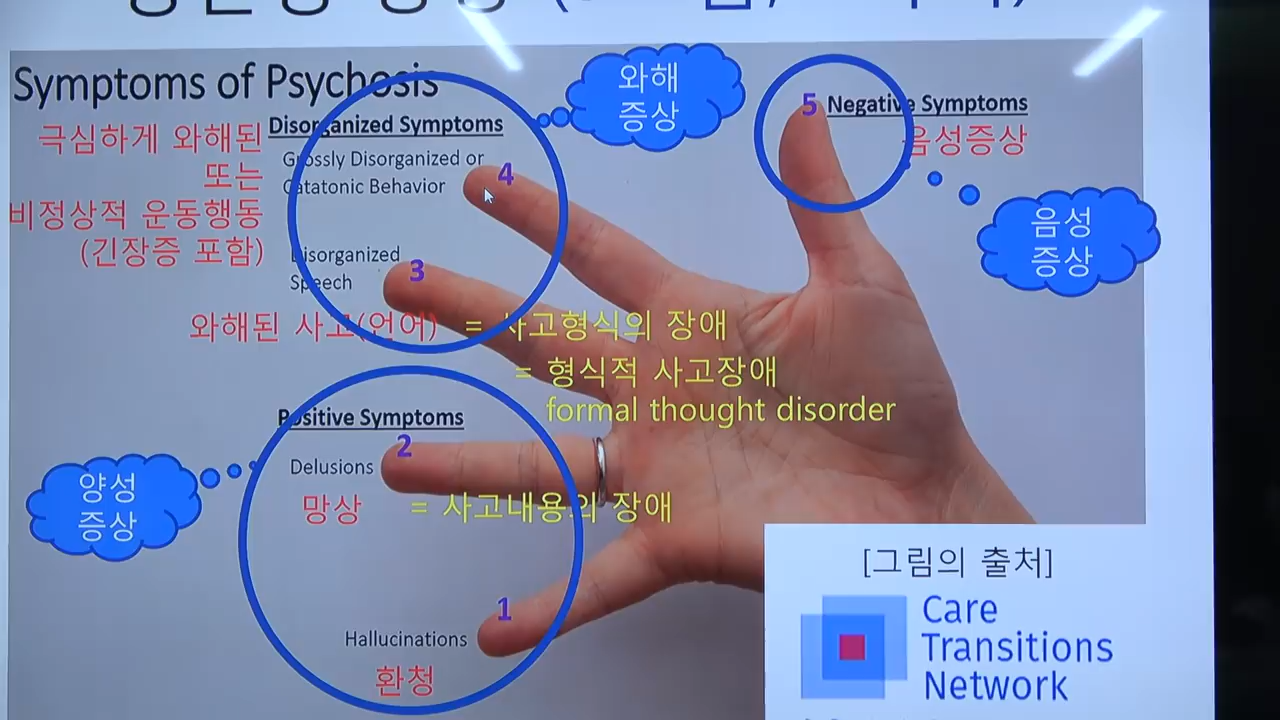 Symptoms of Psychosis
극심하게 와해된
또는
비정상적 운동행동
(긴장증 포함)
Disorganized Symptoms
Grossly Disorganized or
Catatonic Behavior
4
와해
증상
Disorganized
Speech
3
와해된 사고(언어) = 사고형식의 장애
= 형식적 사고장애
formal thought disorder
5
Negative Symptoms
음성증상
음성
증상
Positive Symptoms
2
Delusions
망상 = 사고내용의 장애
양성
증상
1
Hallucinations
환청
[그림의 출처]
Care
Transitions
Network